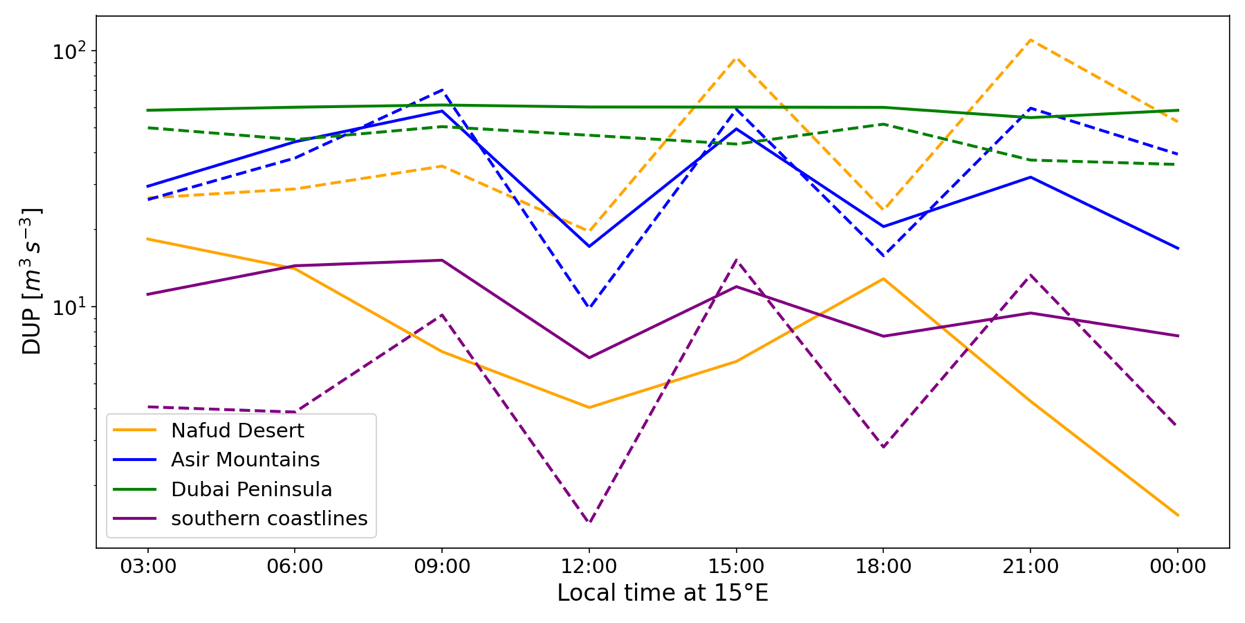 10²
10¹
DUP [m³ s⁻³]
Nafud Desert
Asir Mountains
Dubai Peninsula
southern coastlines
03:00 06:00 09:00 12:00 15:00 18:00 21:00 00:00
Local time at 15°E